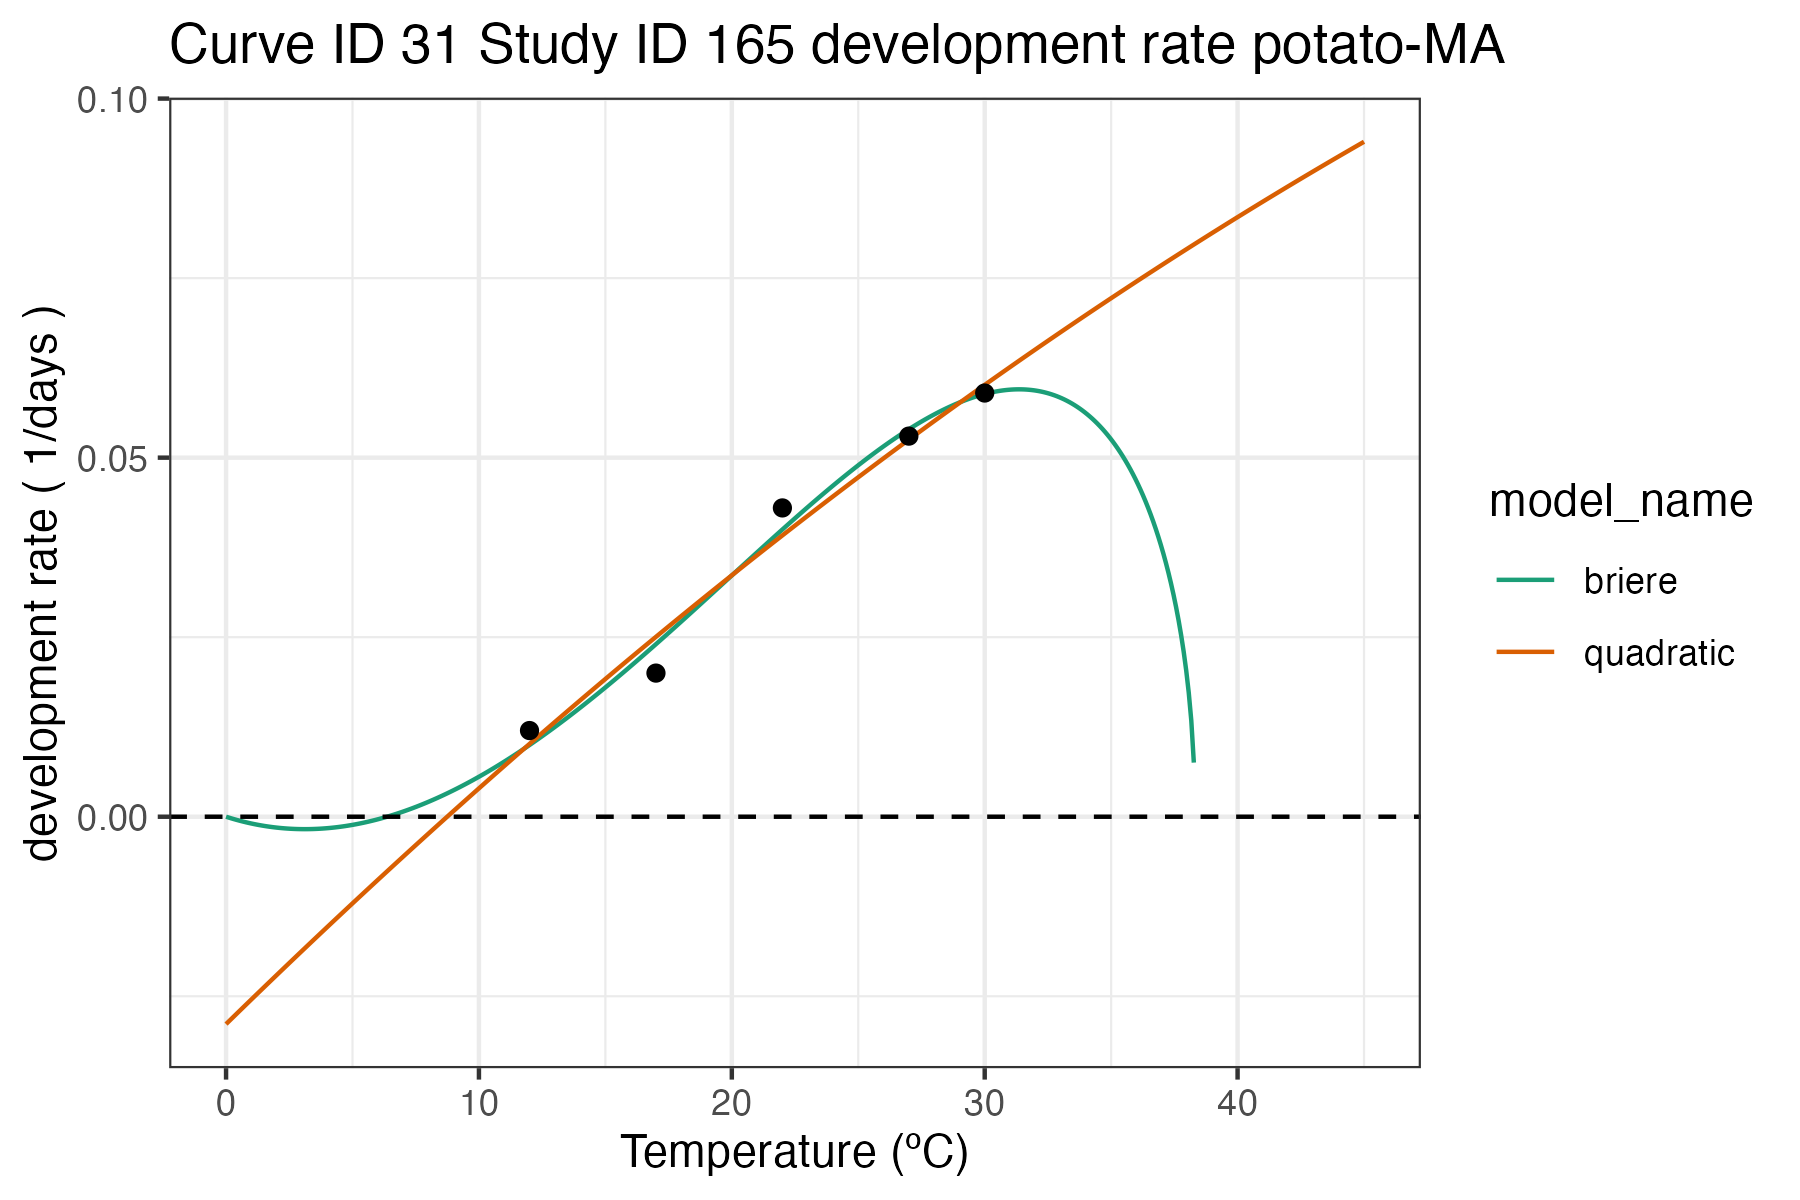 Curve ID 31 Study ID 165 development rate potato-MA
0.10
0.05
0.00
development rate ( 1/days )
0
10
20
30
40
Temperature (ºC)
model_name
briere
quadratic